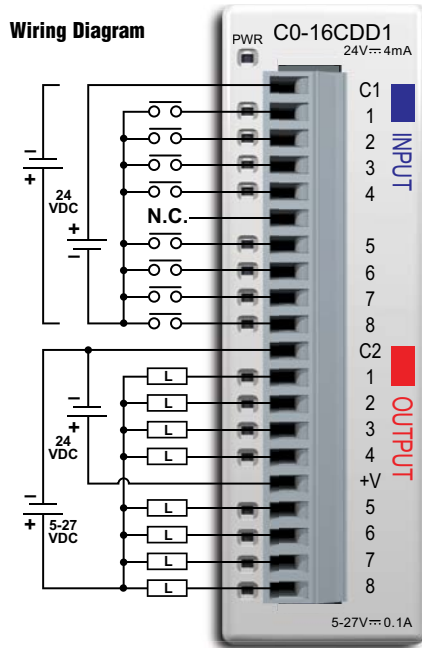 Wiring Diagram
PWR
C0-16CDD1
24V⎓4mA
C1
1
2
3
4
N.C.
5
6
7
8
INPUT
–
+
24
VDC
+
–
C2
1
2
3
4
+V
5
6
7
8
OUTPUT
L
L
L
L
L
L
L
L
–
+
24
VDC
–
+
5-27
VDC
5-27V⎓0.1A